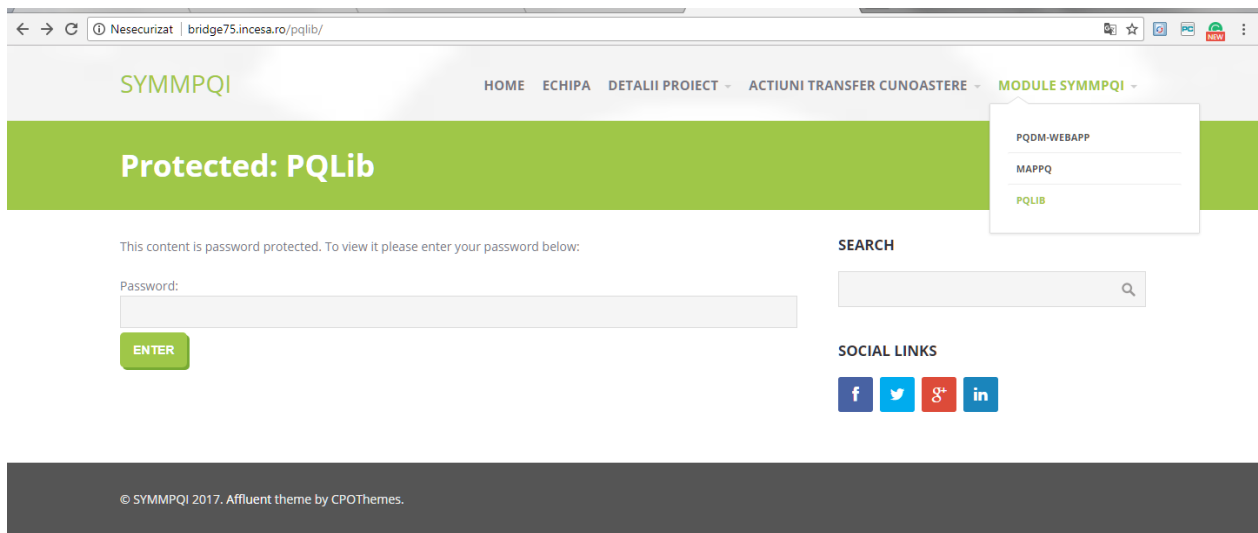 Nesecurizat | bridge75.incesa.ro/pqlib/
PC
NEW
SYMMPQI
HOME ECHIPA DETALII PROIECT ACTIUNI TRANSFER CUNOASTERE MODULE SYMMPQI
PQDM-WEBAPP
MAPPQ
PQLIB
Protected: PQLib
This content is password protected. To view it please enter your password below:
Password:
ENTER
SEARCH
SOCIAL LINKS
f g+ in
© SYMMPQI 2017. Affluent theme by CPOThemes.